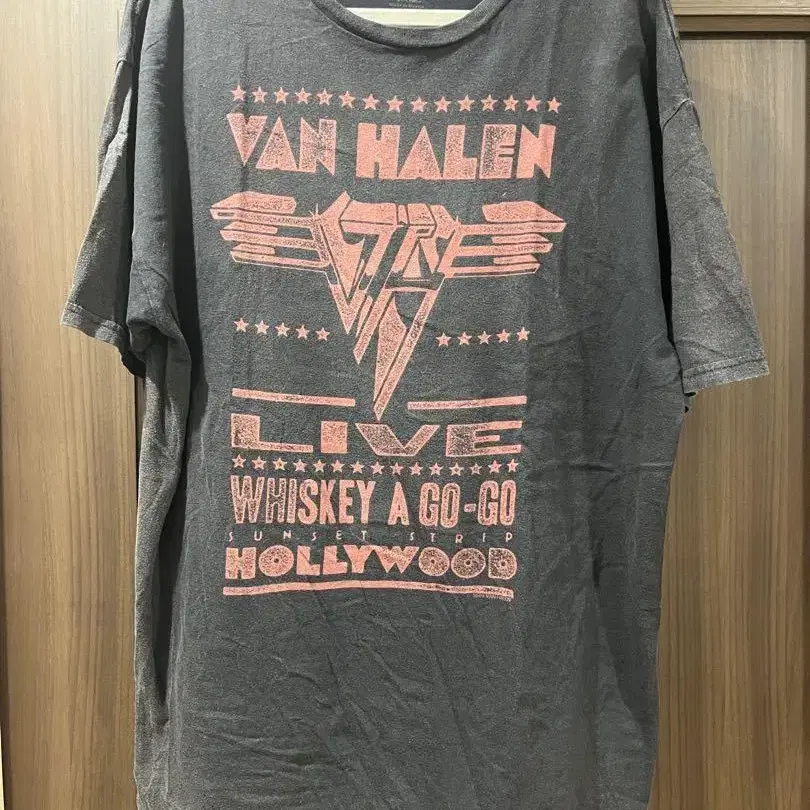 VAN HALEN
LIVE
WHISKEY A GO-GO
SUNSET STRIP
HOLLYWOOD